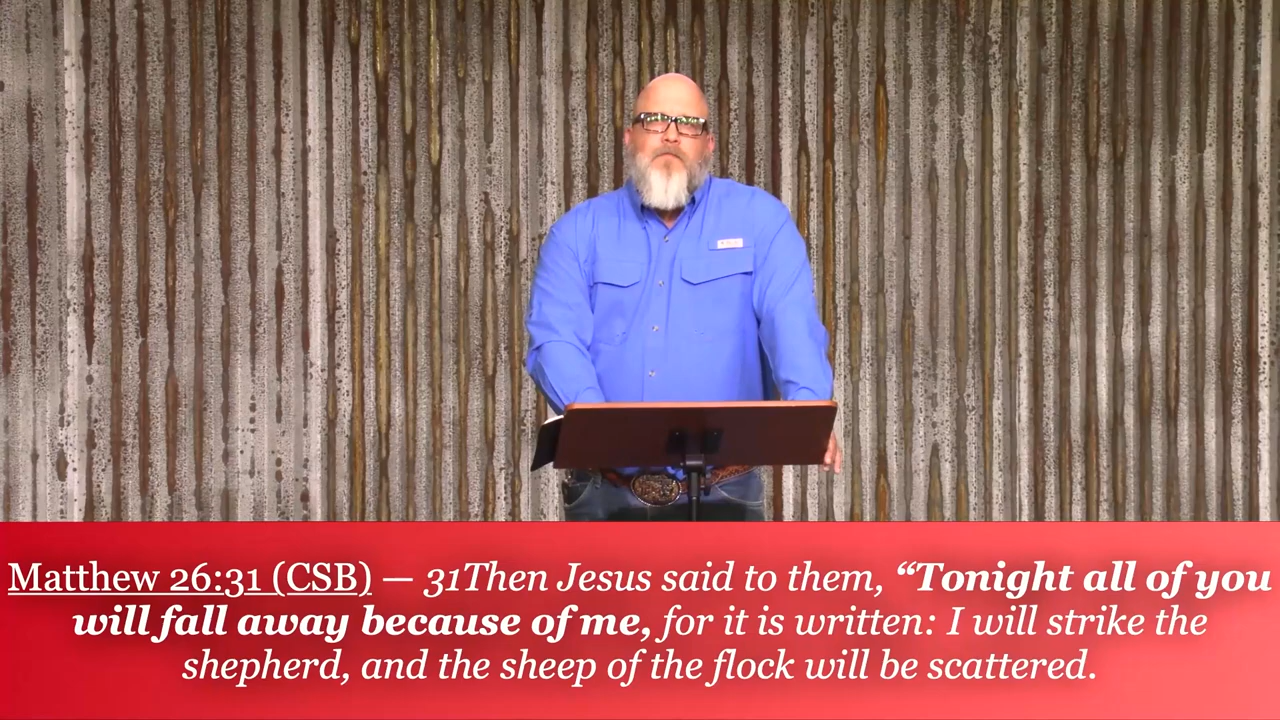 Matthew 26:31 (CSB) — 31Then Jesus said to them, “Tonight all of you
will fall away because of me, for it is written: I will strike the
shepherd, and the sheep of the flock will be scattered.